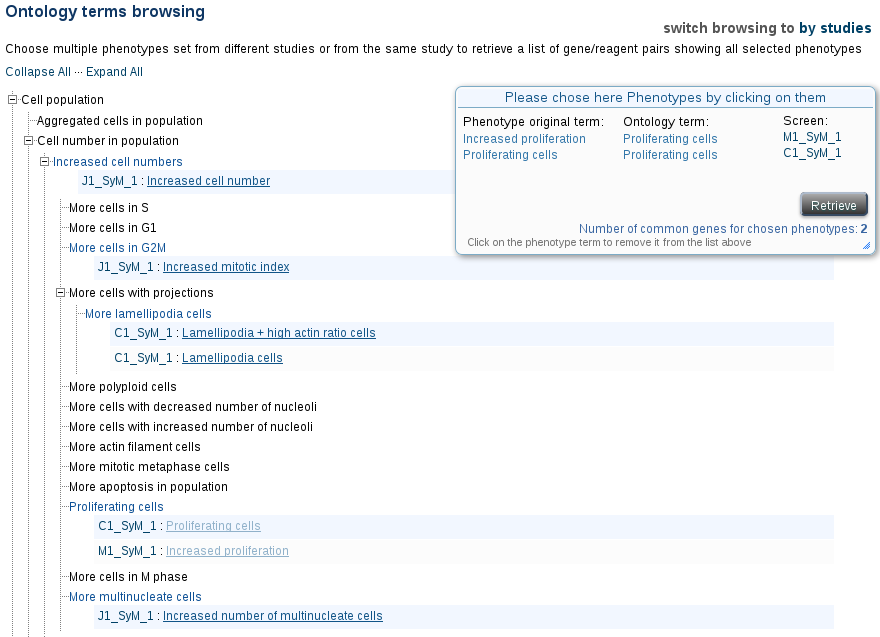 Ontology terms browsing
switch browsing to by studies
Choose multiple phenotypes set from different studies or from the same study to retrieve a list of gene/reagent pairs showing all selected phenotypes
Collapse All ··· Expand All
Cell population
Aggregated cells in population
Cell number in population
Increased cell numbers
J1_SyM_1 : Increased cell number
More cells in S
More cells in G1
More cells in G2M
J1_SyM_1 : Increased mitotic index
More cells with projections
More lamellipodia cells
C1_SyM_1 : Lamellipodia + high actin ratio cells
C1_SyM_1 : Lamellipodia cells
More polyploid cells
More cells with decreased number of nucleoli
More cells with increased number of nucleoli
More actin filament cells
More mitotic metaphase cells
More apoptosis in population
Proliferating cells
C1_SyM_1 : Proliferating cells
M1_SyM_1 : Increased proliferation
More cells in M phase
More multinucleate cells
J1_SyM_1 : Increased number of multinucleate cells
Please chose here Phenotypes by clicking on them
Phenotype original term: Ontology term: Screen:
Increased proliferation Proliferating cells M1_SyM_1
Proliferating cells Proliferating cells C1_SyM_1
Retrieve
Number of common genes for chosen phenotypes: 2
Click on the phenotype term to remove it from the list above